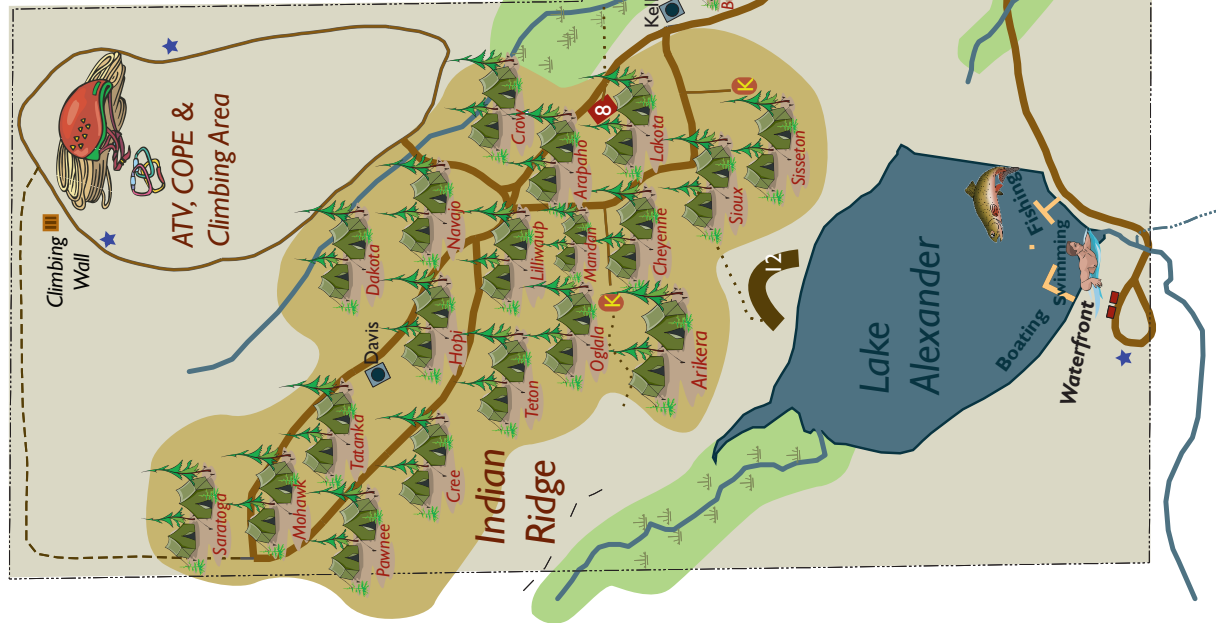 Climbing
Wall
ATV, COPE &
Climbing Area
Saratoga
Mohawk
Tatanka
Dakota
Davis
Pawnee
Cree
Hopi
Navajo
Crow
Indian
Ridge
Teton
Lilliwaup
Arapaho
Oglala
Mandan
8
K
Kell
Cheyenne
Lakota
Arikera
Sioux
B
K
Sisseton
12
Lake
Alexander
Fishing
Swimming
Boating
Waterfront